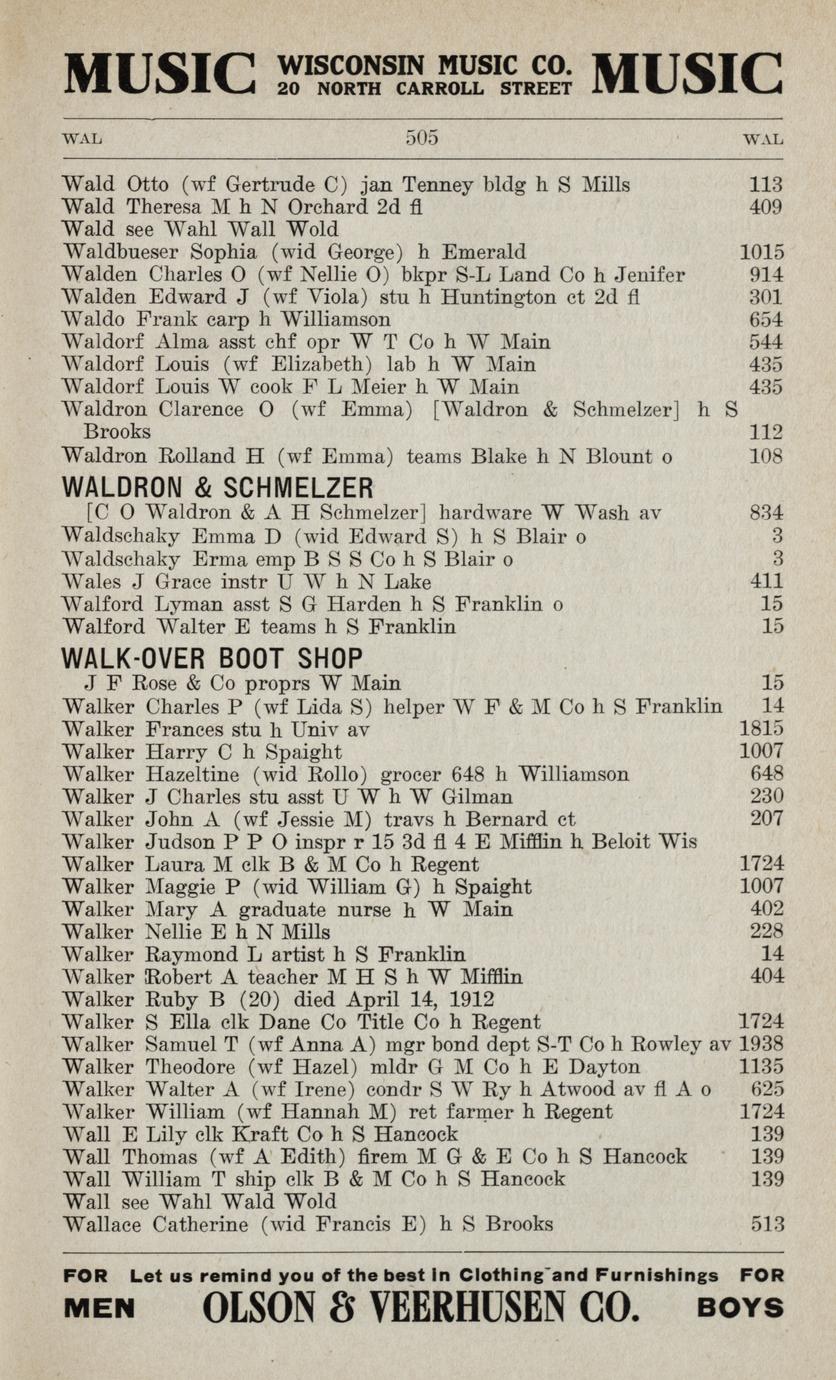 MUSIC WISCONSIN MUSIC CO. MUSIC
20 NORTH CARROLL STREET
WAL 505 WAL
Wald Otto (wf Gertrude C) jan Tenney bldg h S Mills 113
Wald Theresa M h N Orchard 2d fl 409
Wald see Wahl Wall Wold
Waldbueser Sophia (wid George) h Emerald 1015
Walden Charles O (wf Nellie O) bkpr S-L Land Co h Jenifer 914
Walden Edward J (wf Viola) stu h Huntington ct 2d fl 301
Waldo Frank carp h Williamson 654
Waldorf Alma asst chf opr W T Co h W Main 544
Waldorf Louis (wf Elizabeth) lab h W Main 435
Waldorf Louis W cook F L Meier h W Main 435
Waldron Clarence O (wf Emma) [Waldron & Schmelzer] h S
Brooks 112
Waldron Rolland H (wf Emma) teams Blake h N Blount o 108
WALDRON & SCHMELZER
[C O Waldron & A H Schmelzer] hardware W Wash av 834
Waldschaky Emma D (wid Edward S) h S Blair o 3
Waldschaky Erma emp B S S Co h S Blair o 3
Wales J Grace instr U W h N Lake 411
Walford Lyman asst S G Harden h S Franklin o 15
Walford Walter E teams h S Franklin 15
WALK-OVER BOOT SHOP
J F Rose & Co proprs W Main 15
Walker Charles P (wf Lida S) helper W F & M Co h S Franklin 14
Walker Frances stu h Univ av 1815
Walker Harry C h Spaight 1007
Walker Hazeltine (wid Rollo) grocer 648 h Williamson 648
Walker J Charles stu asst U W h W Gilman 230
Walker John A (wf Jessie M) travs h Bernard ct 207
Walker Judson P P O inspr r 15 3d fl 4 E Mifflin h Beloit Wis
Walker Laura M clk B & M Co h Regent 1724
Walker Maggie P (wid William G) h Spaight 1007
Walker Mary A graduate nurse h W Main 402
Walker Nellie E h N Mills 228
Walker Raymond L artist h S Franklin 14
Walker Robert A teacher M H S h W Mifflin 404
Walker Ruby B (20) died April 14, 1912
Walker S Ella clk Dane Co Title Co h Regent 1724
Walker Samuel T (wf Anna A) mgr bond dept S-T Co h Rowley av 1938
Walker Theodore (wf Hazel) mldr G M Co h E Dayton 1135
Walker Walter A (wf Irene) condr S W Ry h Atwood av fl A o 625
Walker William (wf Hannah M) ret farmer h Regent 1724
Wall E Lily clk Kraft Co h S Hancock 139
Wall Thomas (wf A Edith) firem M G & E Co h S Hancock 139
Wall William T ship clk B & M Co h S Hancock 139
Wall see Wahl Wald Wold
Wallace Catherine (wid Francis E) h S Brooks 513
FOR Let us remind you of the best in Clothing and Furnishings FOR
MEN OLSON & VEERHUSEN CO. BOYS